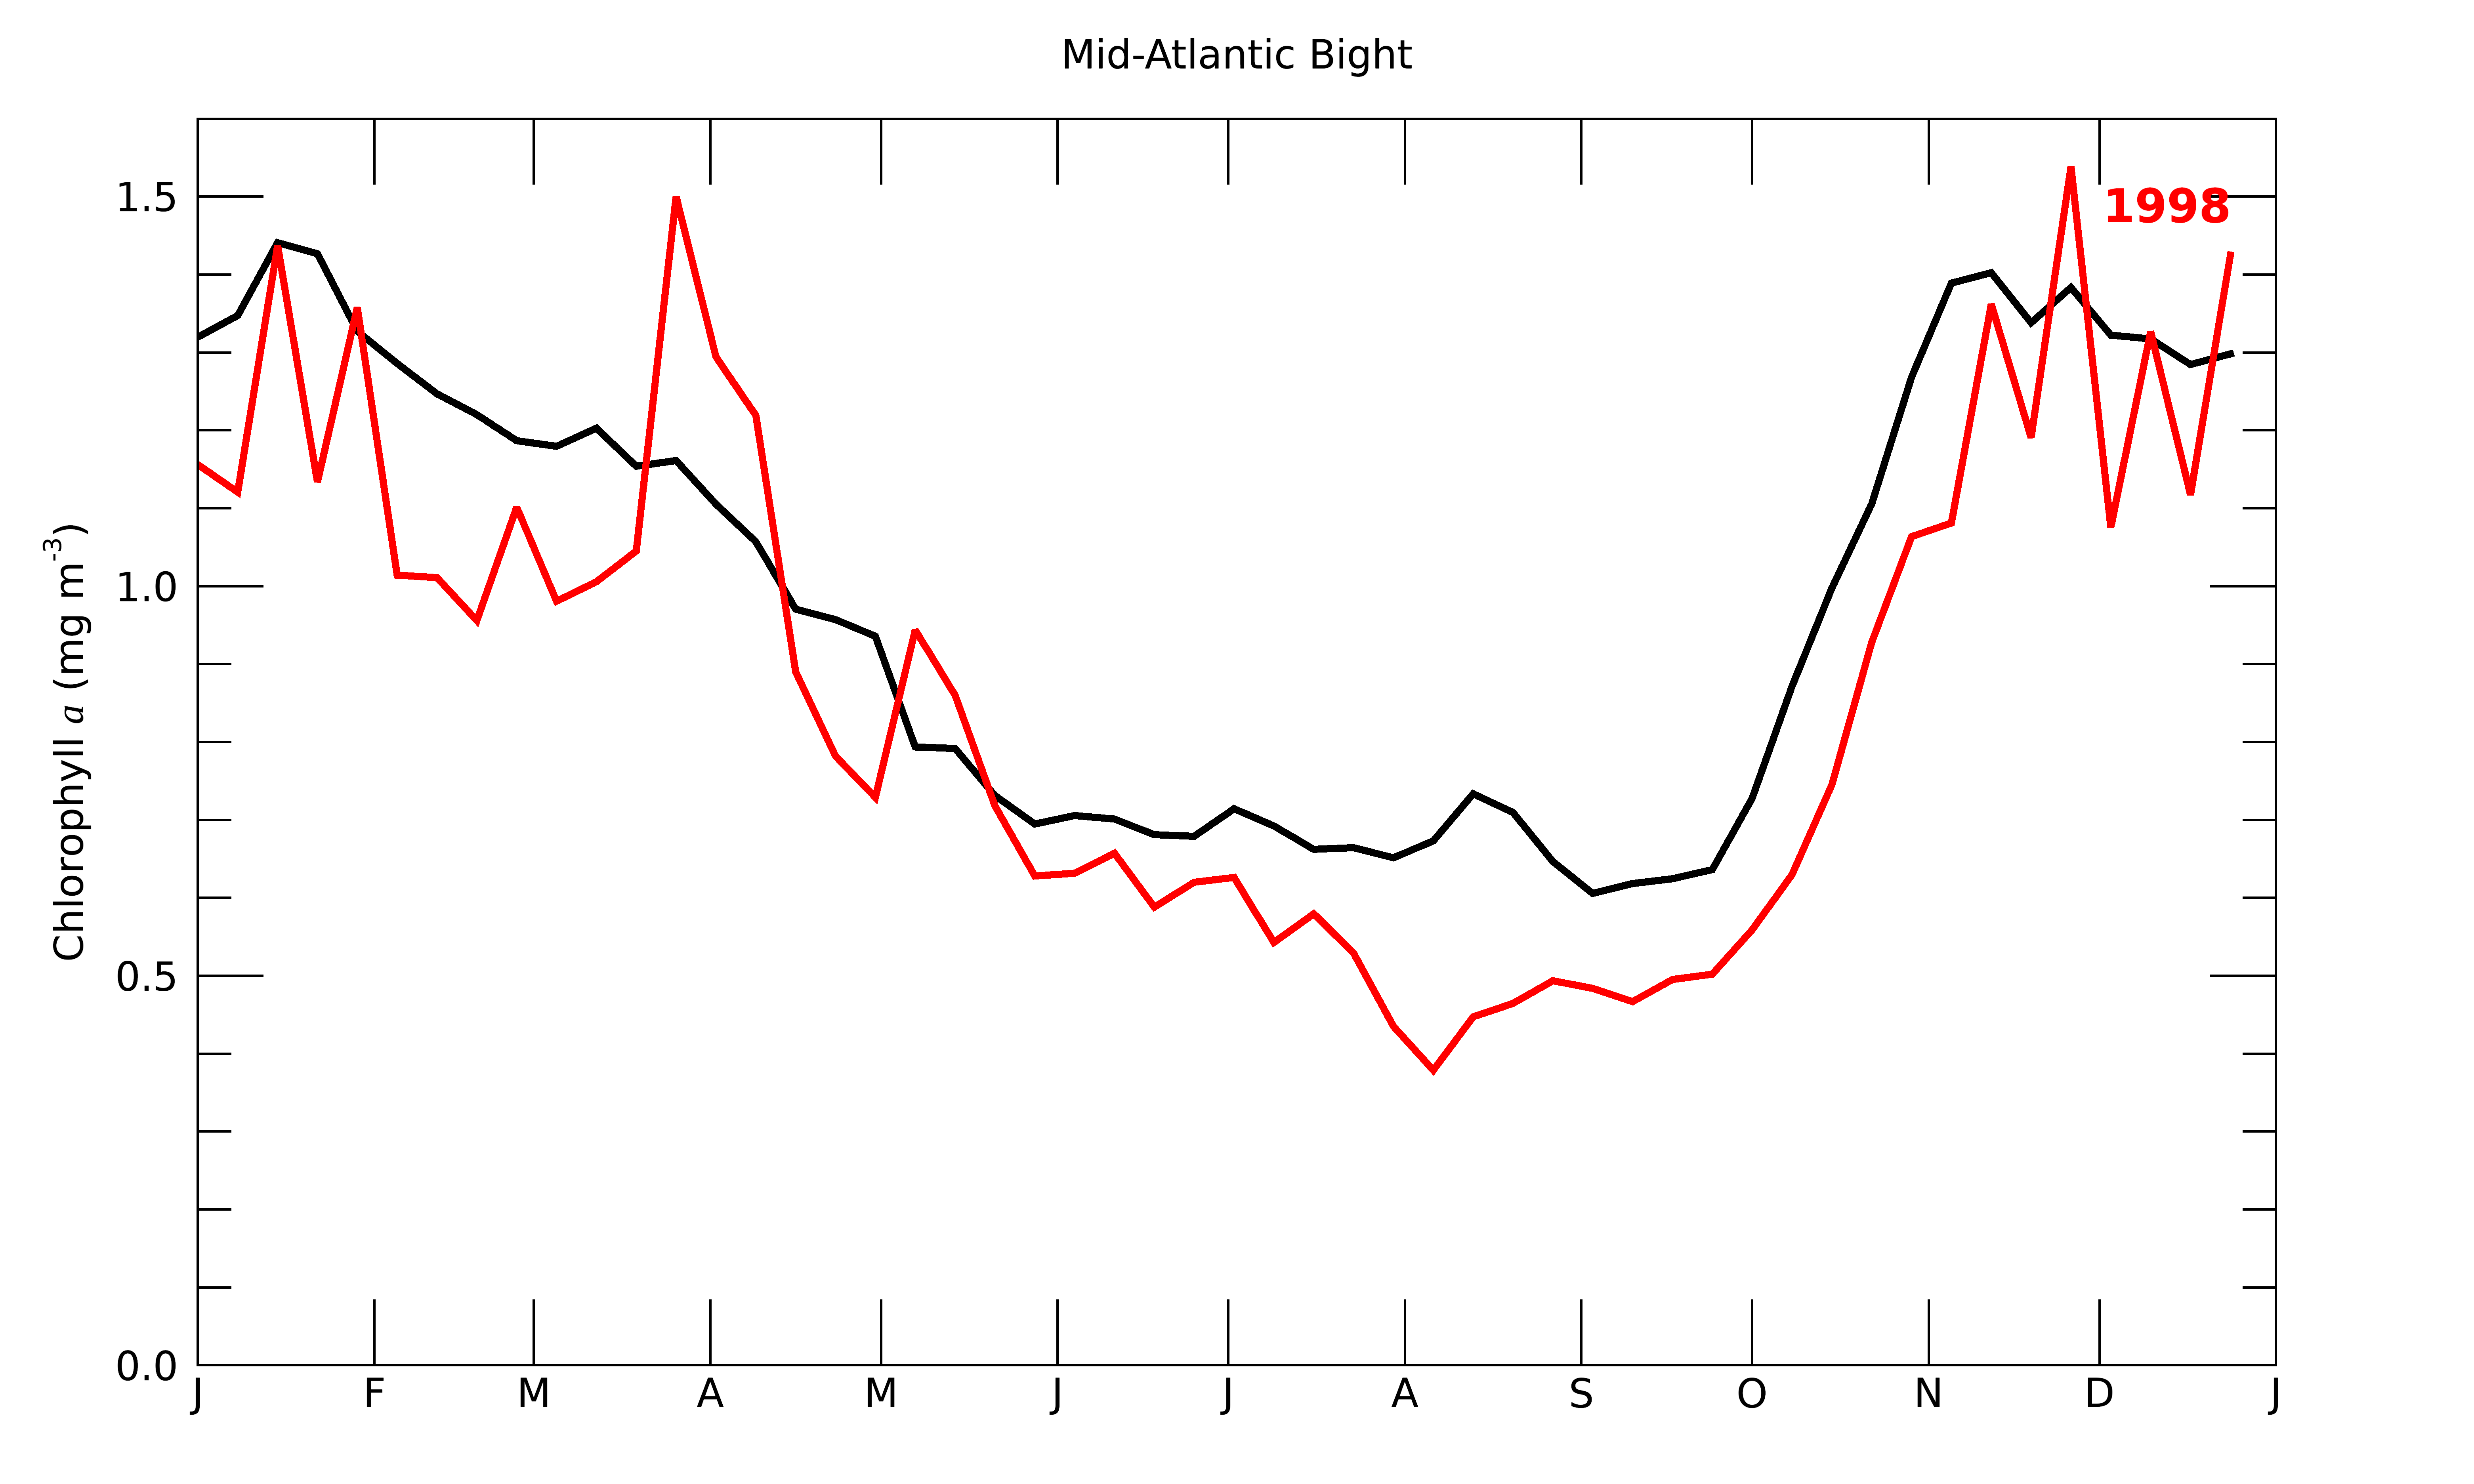 Mid-Atlantic Bight
1998
1.5
1.0
0.5
0.0
Chlorophyll a (mg m⁻³)
J F M A M J J A S O N D J